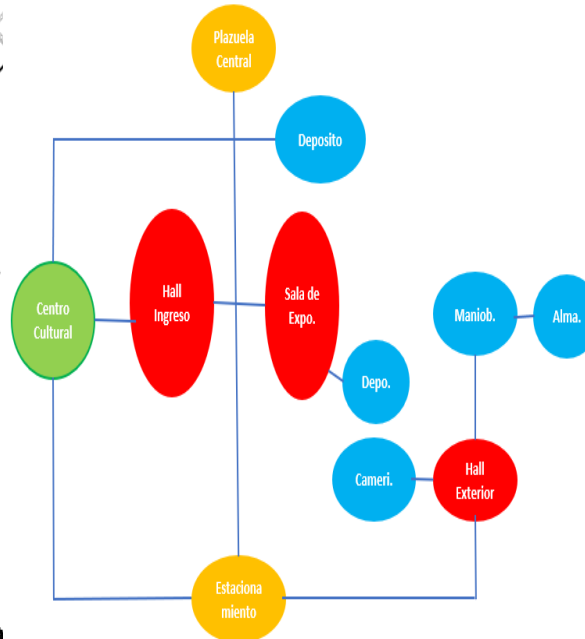 Plazuela
Central
Deposito
Hall
Ingreso
Sala de
Expo.
Centro
Cultural
Maniob.
Alma.
Depo.
Cameri.
Hall
Exterior
Estaciona
miento